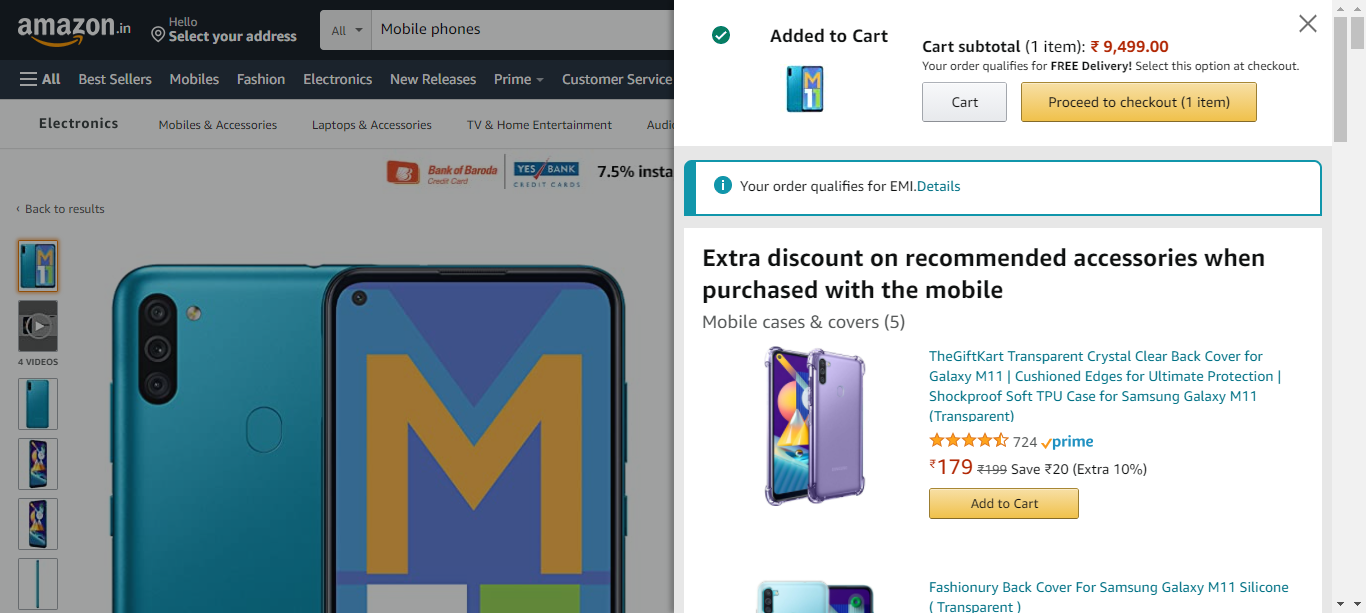 amazon.in
Hello
Select your address
All
Mobile phones
All Best Sellers Mobiles Fashion Electronics New Releases Prime Customer Service
Electronics Mobiles & Accessories Laptops & Accessories TV & Home Entertainment Audi
Bank of Baroda
Credit Card
YES BANK
CREDIT CARDS
7.5% insta
‹ Back to results
4 VIDEOS
M
Added to Cart
M
11
Cart subtotal (1 item): ₹ 9,499.00
Your order qualifies for FREE Delivery! Select this option at checkout.
Cart
Proceed to checkout (1 item)
Your order qualifies for EMI.Details
Extra discount on recommended accessories when
purchased with the mobile
Mobile cases & covers (5)
TheGiftKart Transparent Crystal Clear Back Cover for
Galaxy M11 | Cushioned Edges for Ultimate Protection |
Shockproof Soft TPU Case for Samsung Galaxy M11
(Transparent)
724 prime
₹179 ₹199 Save ₹20 (Extra 10%)
Add to Cart
Fashionury Back Cover For Samsung Galaxy M11 Silicone
( Transparent )